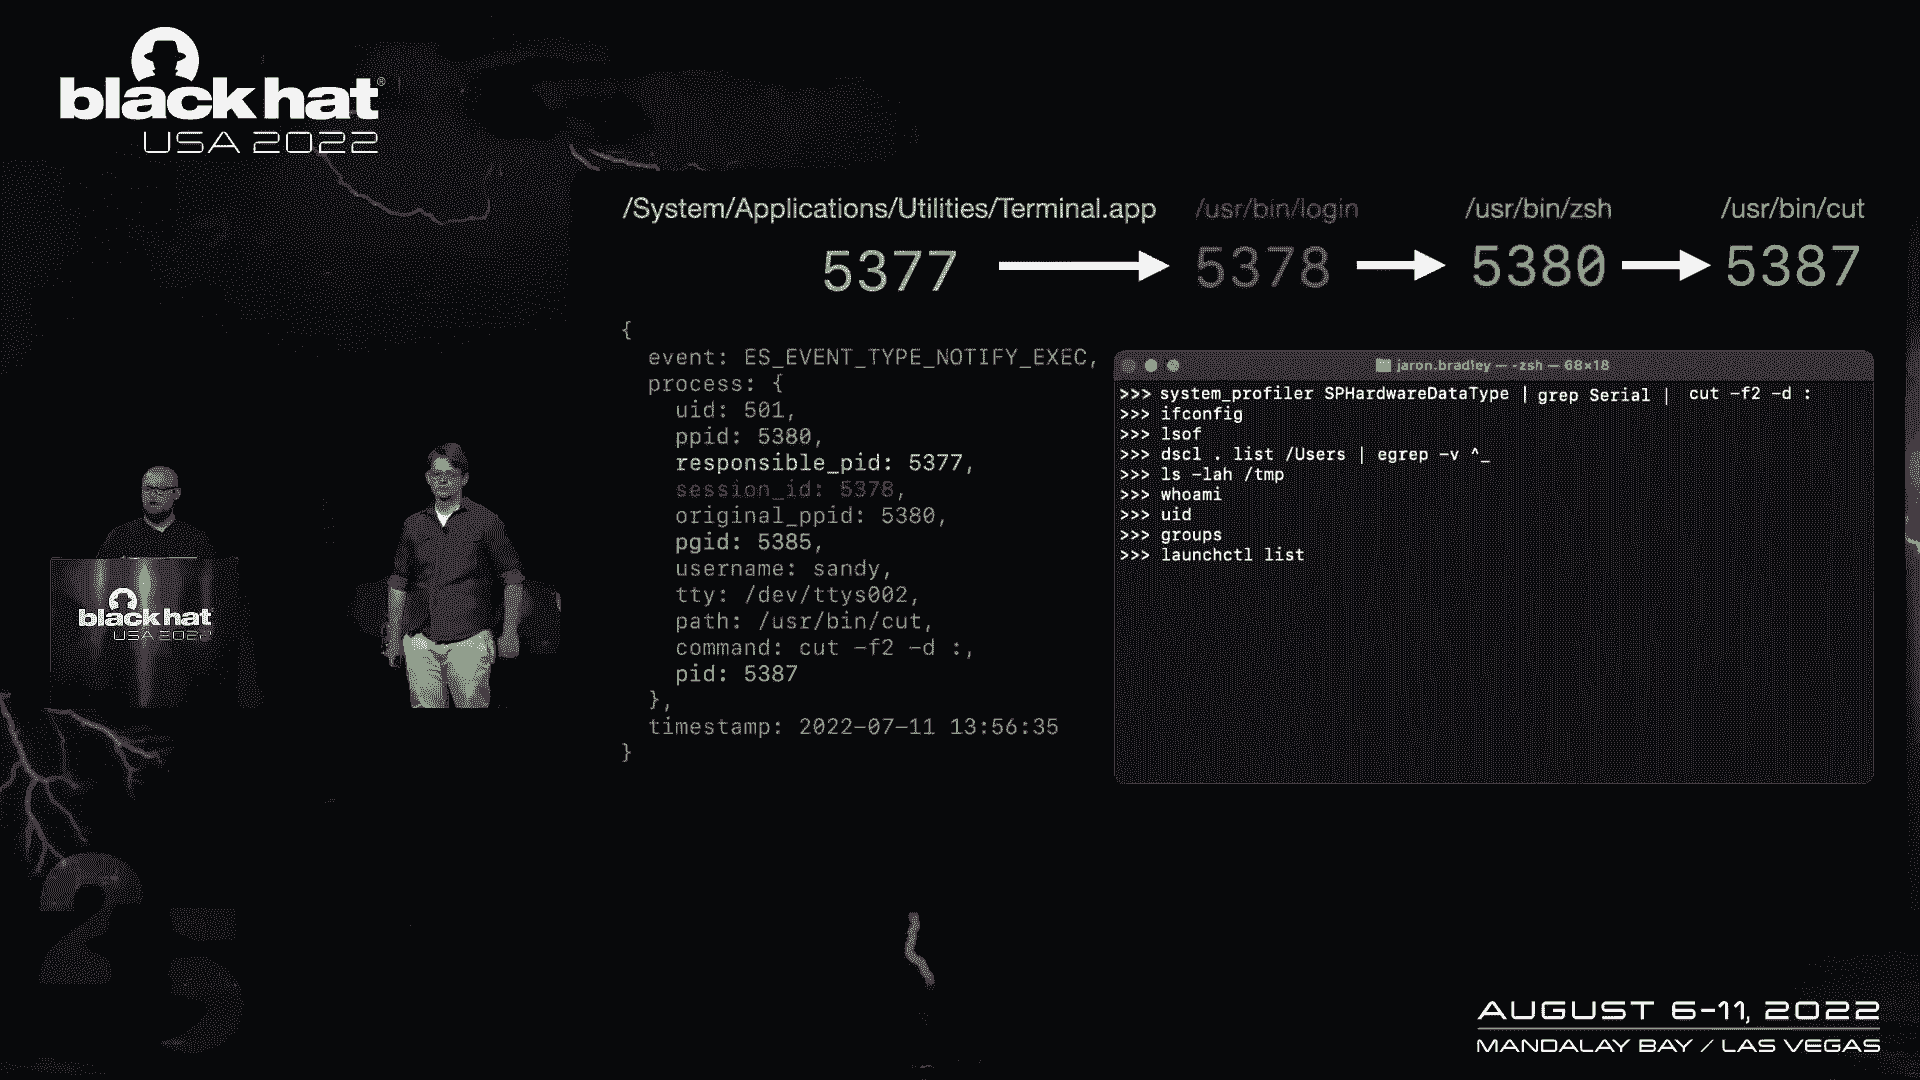 black hat®
USA 2022
/System/Applications/Utilities/Terminal.app /usr/bin/login /usr/bin/zsh /usr/bin/cut
5377 5378 5380 5387
{
event: ES_EVENT_TYPE_NOTIFY_EXEC,
process: {
uid: 501,
ppid: 5380,
responsible_pid: 5377,
session_id: 5378,
original_ppid: 5380,
pgid: 5385,
username: sandy,
tty: /dev/ttys002,
path: /usr/bin/cut,
command: cut -f2 -d :,
pid: 5387
},
timestamp: 2022-07-11 13:56:35
}
jaron.bradley — -zsh — 68×18
>>> system_profiler SPHardwareDataType | grep Serial | cut -f2 -d :
>>> ifconfig
>>> lsof
>>> dscl . list /Users | egrep -v ^_
>>> ls -lah /tmp
>>> whoami
>>> uid
>>> groups
>>> launchctl list
black hat
USA 2022
25
AUGUST 6-11, 2022
MANDALAY BAY / LAS VEGAS